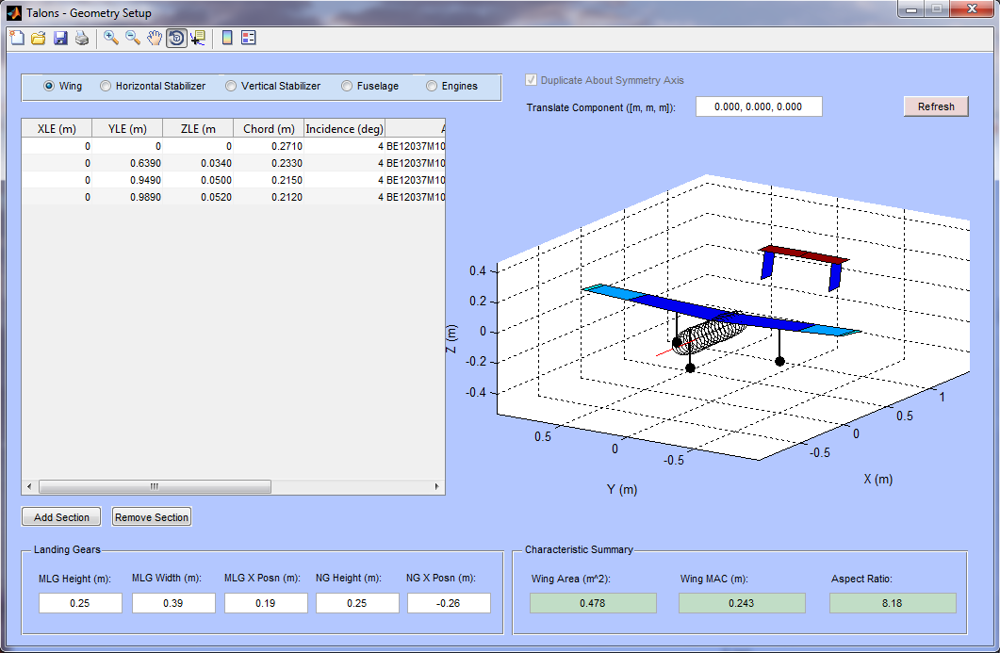 Talons - Geometry Setup
Wing Horizontal Stabilizer Vertical Stabilizer Fuselage Engines
Duplicate About Symmetry Axis
Translate Component ([m, m, m]): 0.000, 0.000, 0.000 Refresh
XLE (m) YLE (m) ZLE (m Chord (m) Incidence (deg) A
0 0 0 0.2710 4 BE12037M10
0 0.6390 0.0340 0.2330 4 BE12037M10
0 0.9490 0.0500 0.2150 4 BE12037M10
0 0.9890 0.0520 0.2120 4 BE12037M10
0.4
0.2
0
-0.2
-0.4
Z (m)
0.5
0
-0.5
Y (m)
-0.5
0
0.5
1
X (m)
Add Section Remove Section
Landing Gears
MLG Height (m): MLG Width (m): MLG X Posn (m): NG Height (m): NG X Posn (m):
0.25 0.39 0.19 0.25 -0.26
Characteristic Summary
Wing Area (m^2): Wing MAC (m): Aspect Ratio:
0.478 0.243 8.18